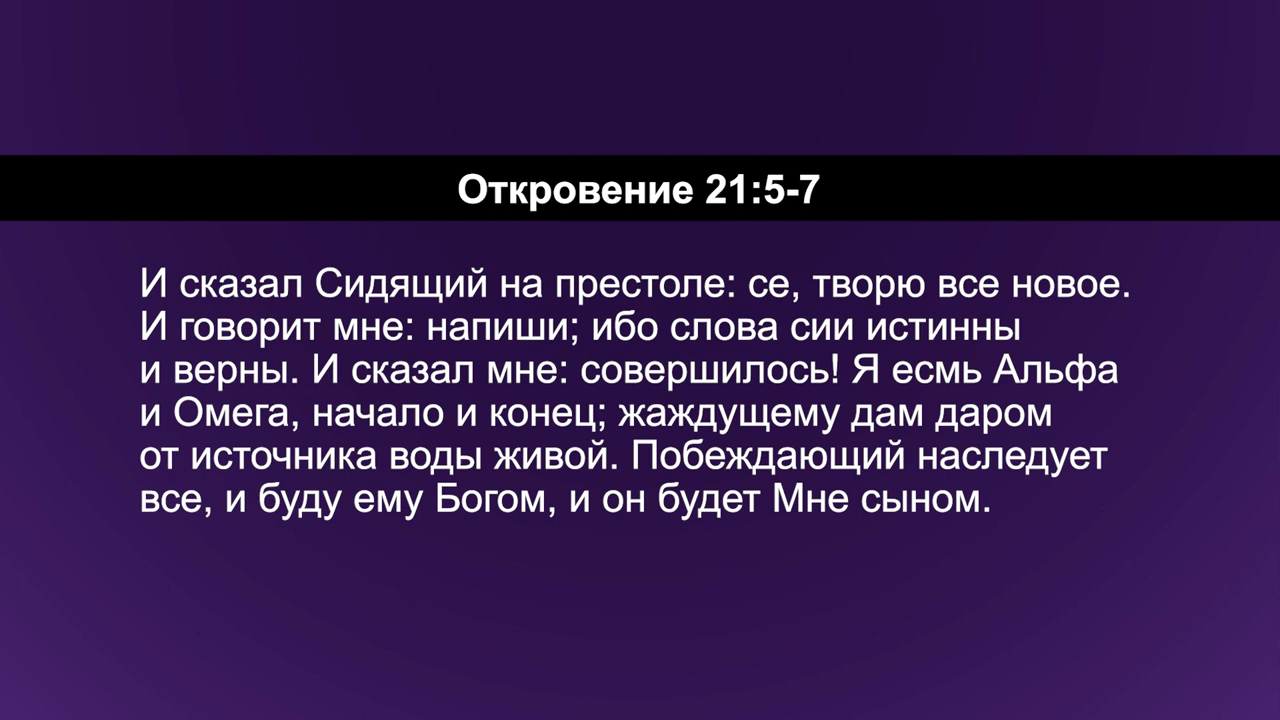 Откровение 21:5-7
И сказал Сидящий на престоле: се, творю все новое.
И говорит мне: напиши; ибо слова сии истинны
и верны. И сказал мне: совершилось! Я есмь Альфа
и Омега, начало и конец; жаждущему дам даром
от источника воды живой. Побеждающий наследует
все, и буду ему Богом, и он будет Мне сыном.